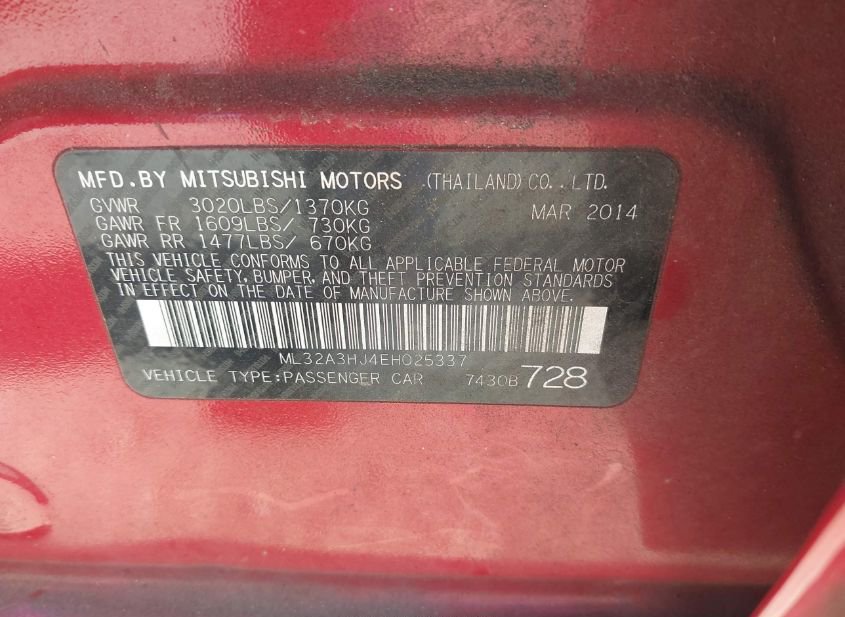 MFD.BY MITSUBISHI MOTORS (THAILAND)CO.,LTD.
GVWR 3020LBS/1370KG MAR 2014
GAWR FR 1609LBS/ 730KG
GAWR RR 1477LBS/ 670KG
THIS VEHICLE CONFORMS TO ALL APPLICABLE FEDERAL MOTOR
VEHICLE SAFETY,BUMPER,AND THEFT PREVENTION STANDARDS
IN EFFECT ON THE DATE OF MANUFACTURE SHOWN ABOVE.
ML32A3HJ4EH025337
VEHICLE TYPE:PASSENGER CAR 7430B 728